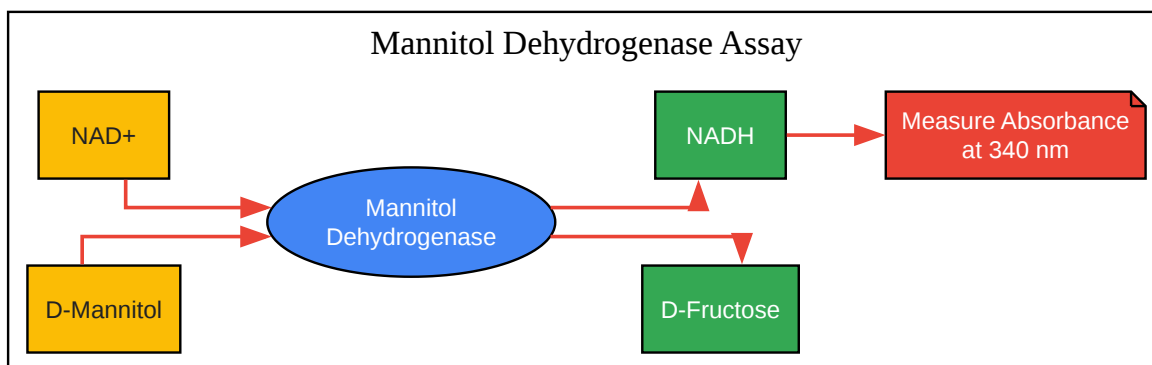 Mannitol Dehydrogenase Assay
NAD+
NADH
Measure Absorbance
at 340 nm
Mannitol
Dehydrogenase
D-Mannitol
D-Fructose